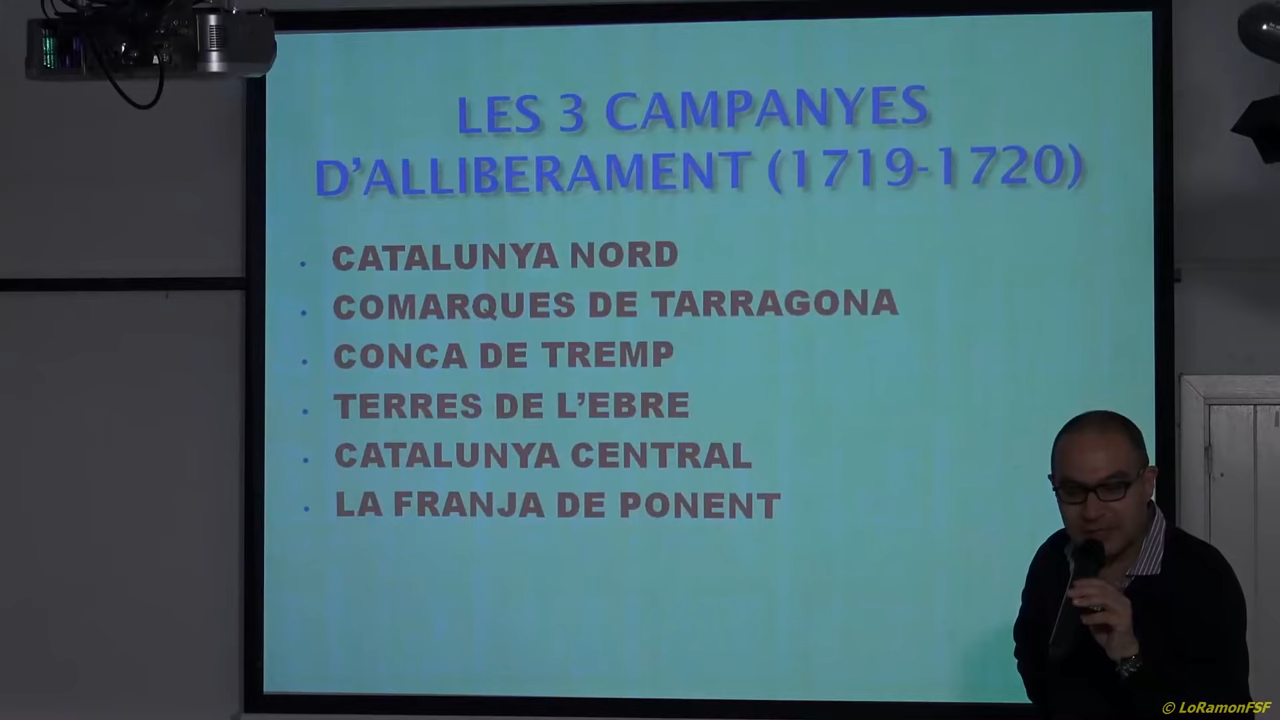 LES 3 CAMPANYES
D’ALLIBERAMENT (1719-1720)
CATALUNYA NORD
COMARQUES DE TARRAGONA
CONCA DE TREMP
TERRES DE L’EBRE
CATALUNYA CENTRAL
LA FRANJA DE PONENT
© LoRamonFSF